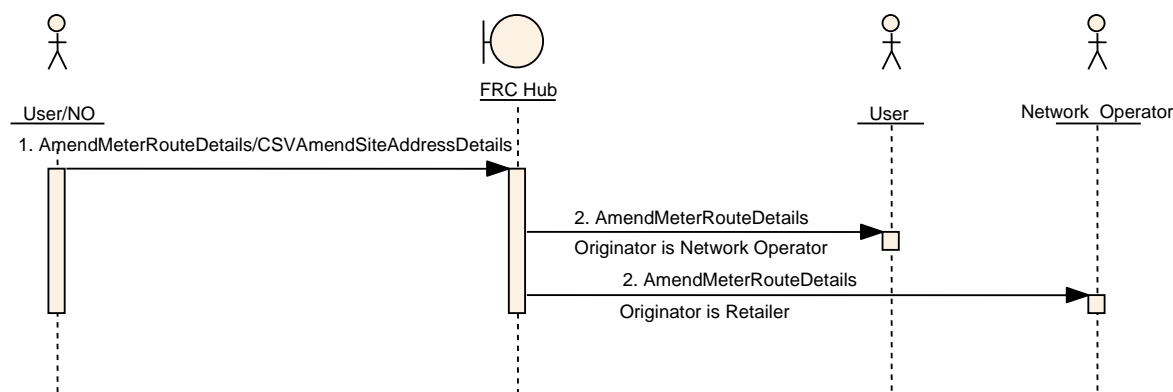 FRC Hub
User/NO
User
Network Operator
1. AmendMeterRouteDetails/CSVAmendSiteAddressDetails
2. AmendMeterRouteDetails
Originator is Network Operator
2. AmendMeterRouteDetails
Originator is Retailer